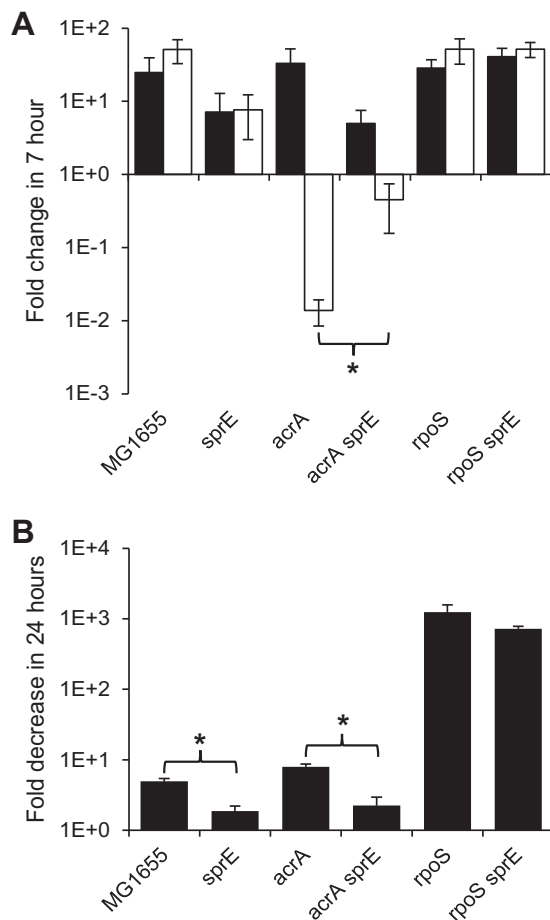 A
Fold change in 7 hour
1E+2
1E+1
1E+0
1E-1
1E-2
1E-3
*
MG1655
sprE
acrA
acrA sprE
rpoS
rpoS sprE
B
Fold decrease in 24 hours
1E+4
1E+3
1E+2
1E+1
1E+0
*
*
MG1655
sprE
acrA
acrA sprE
rpoS
rpoS sprE